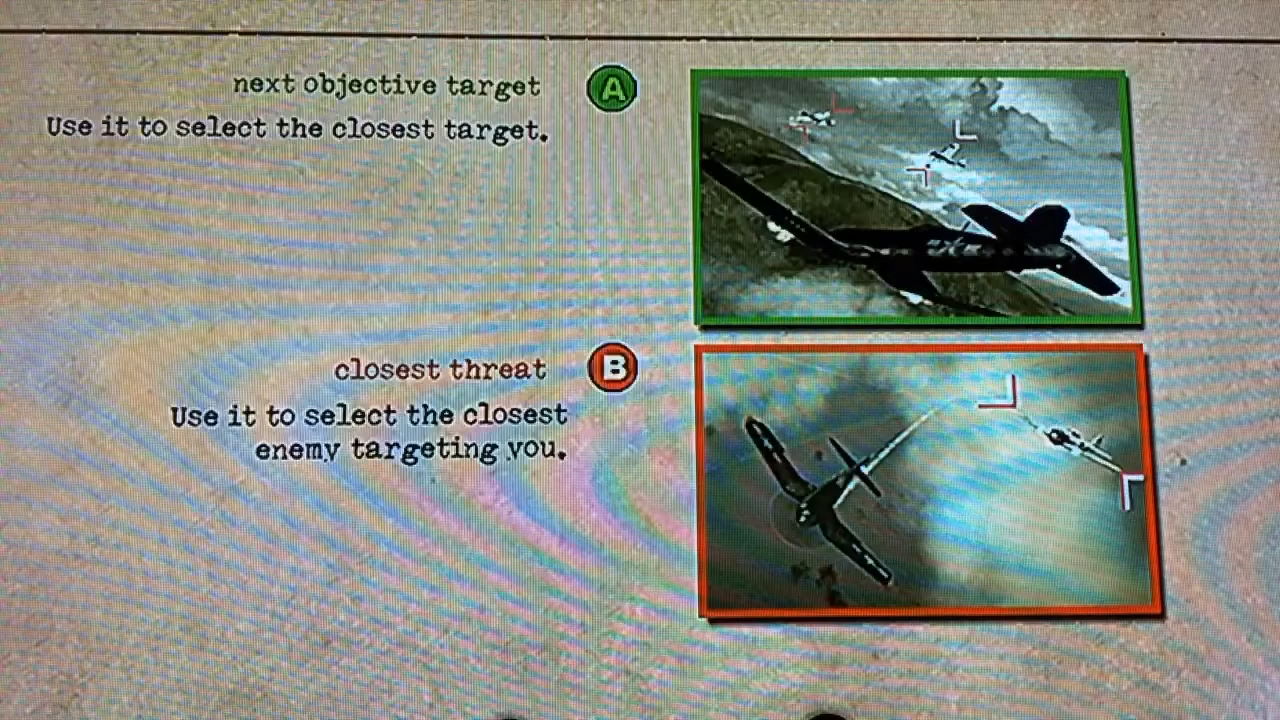 next objective target
A
Use it to select the closest target.
closest threat
B
Use it to select the closest
enemy targeting you.